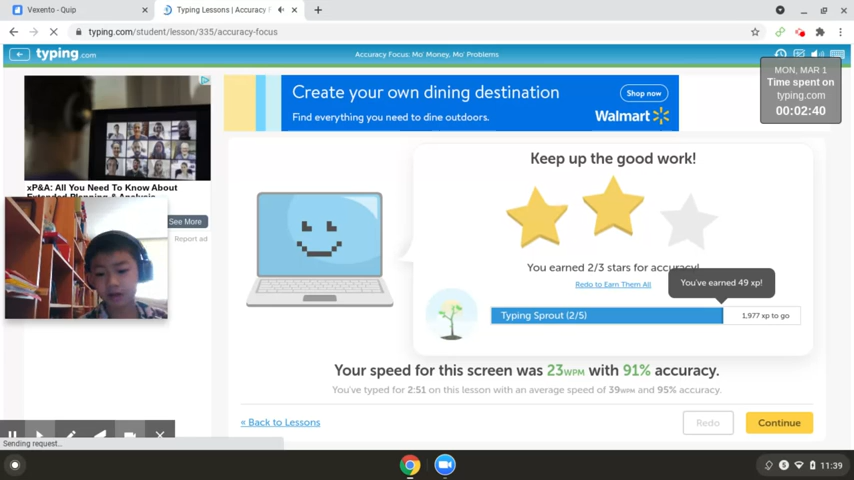 Vexento - Quip
Typing Lessons | Accuracy F
typing.com/student/lesson/335/accuracy-focus
typing.com
Accuracy Focus: Mo' Money, Mo' Problems
MON, MAR 1
Time spent on
typing.com
00:02:40
Create your own dining destination
Find everything you need to dine outdoors.
Shop now
Walmart
xP&A: All You Need To Know About
Extended Planning & Analysis
See More
Report ad
Keep up the good work!
You earned 2/3 stars for accuracy!
Redo to Earn Them All
You've earned 49 xp!
Typing Sprout (2/5)
1,977 xp to go
Your speed for this screen was 23WPM with 91% accuracy.
You've typed for 2:51 on this lesson with an average speed of 39WPM and 95% accuracy.
« Back to Lessons
Redo
Continue
Sending request...
11:39